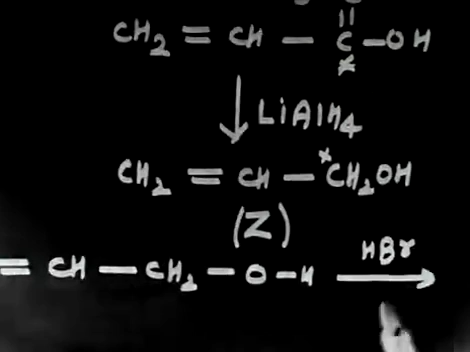 CH₂ = CH — C — OH
||
*
↓ LiAlH4
CH₂ = CH — *CH₂OH
(Z)
= CH — CH₂ — O — H HBr →